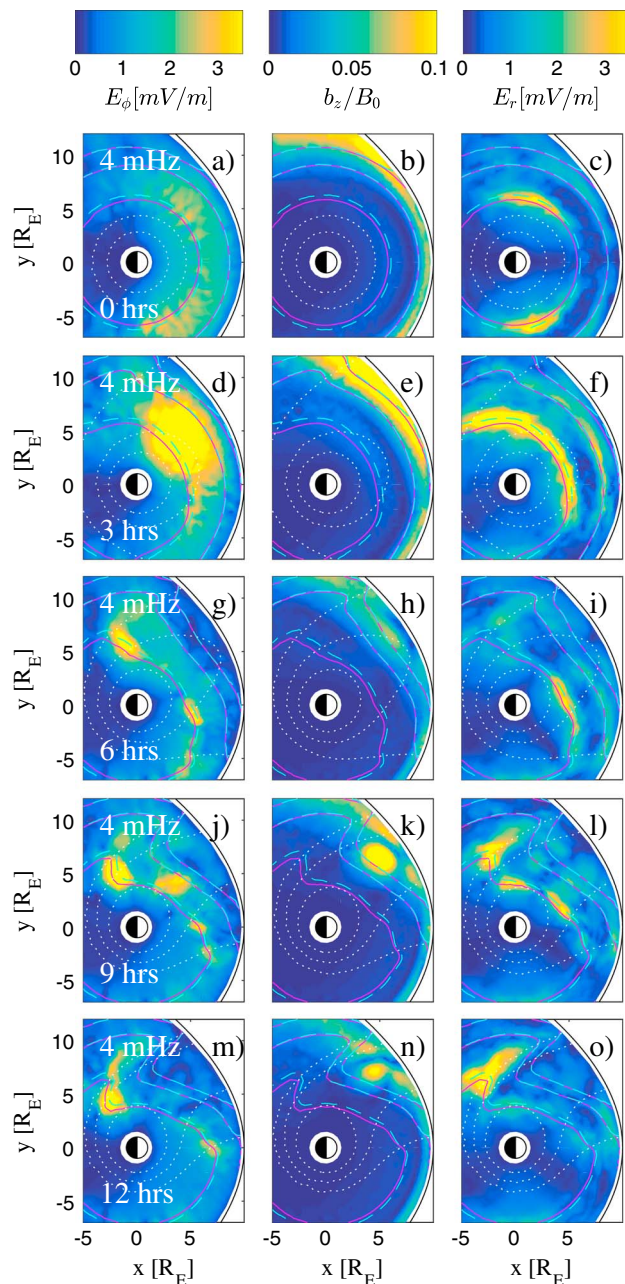 0 1 2 3 0 0.05 0.1 0 1 2 3
E_ϕ[mV/m] b_z/B_0 E_r[mV/m]
10 4 mHz a) b) c)
5
y [R_E]
0
-5 0 hrs
10 4 mHz d) e) f)
5
y [R_E]
0
-5 3 hrs
10 4 mHz g) h) i)
5
y [R_E]
0
-5 6 hrs
10 4 mHz j) k) l)
5
y [R_E]
0
-5 9 hrs
10 4 mHz m) n) o)
5
y [R_E]
0
-5 12 hrs
-5 0 5 -5 0 5 -5 0 5
x [R_E] x [R_E] x [R_E]